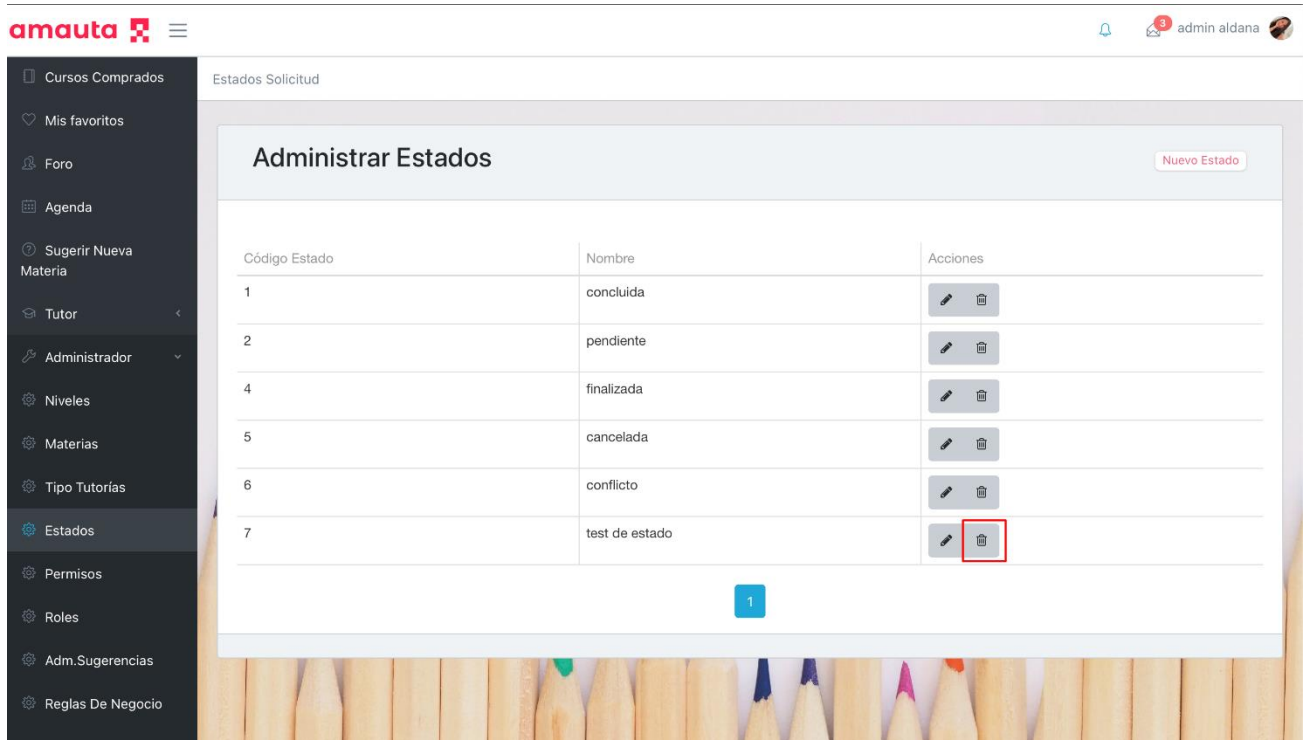 amauta
3 admin aldana
Cursos Comprados
Mis favoritos
Foro
Agenda
Sugerir Nueva
Materia
Tutor
Administrador
Niveles
Materias
Tipo Tutorías
Estados
Permisos
Roles
Adm.Sugerencias
Reglas De Negocio
Estados Solicitud
Administrar Estados
Nuevo Estado
Código Estado Nombre Acciones
1 concluida
2 pendiente
4 finalizada
5 cancelada
6 conflicto
7 test de estado
1